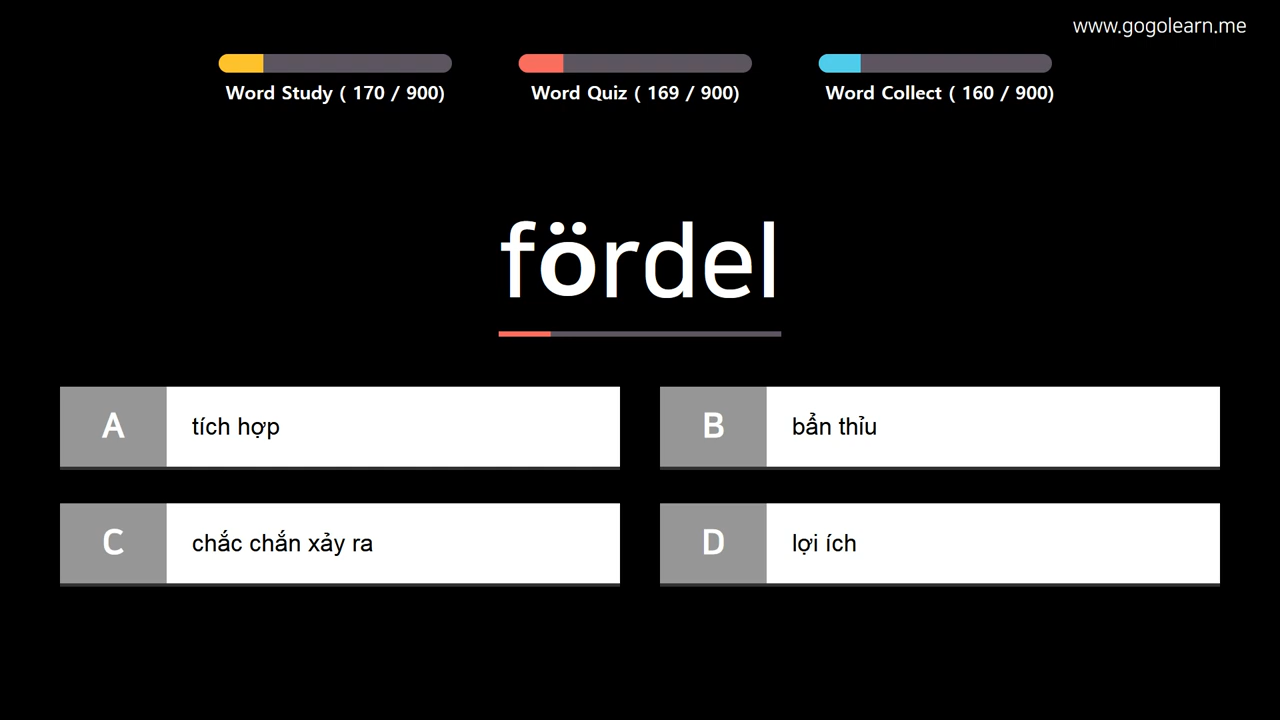 www.gogolearn.me
Word Study ( 170 / 900)
Word Quiz ( 169 / 900)
Word Collect ( 160 / 900)
fördel
A tích hợp
B bẩn thỉu
C chắc chắn xảy ra
D lợi ích